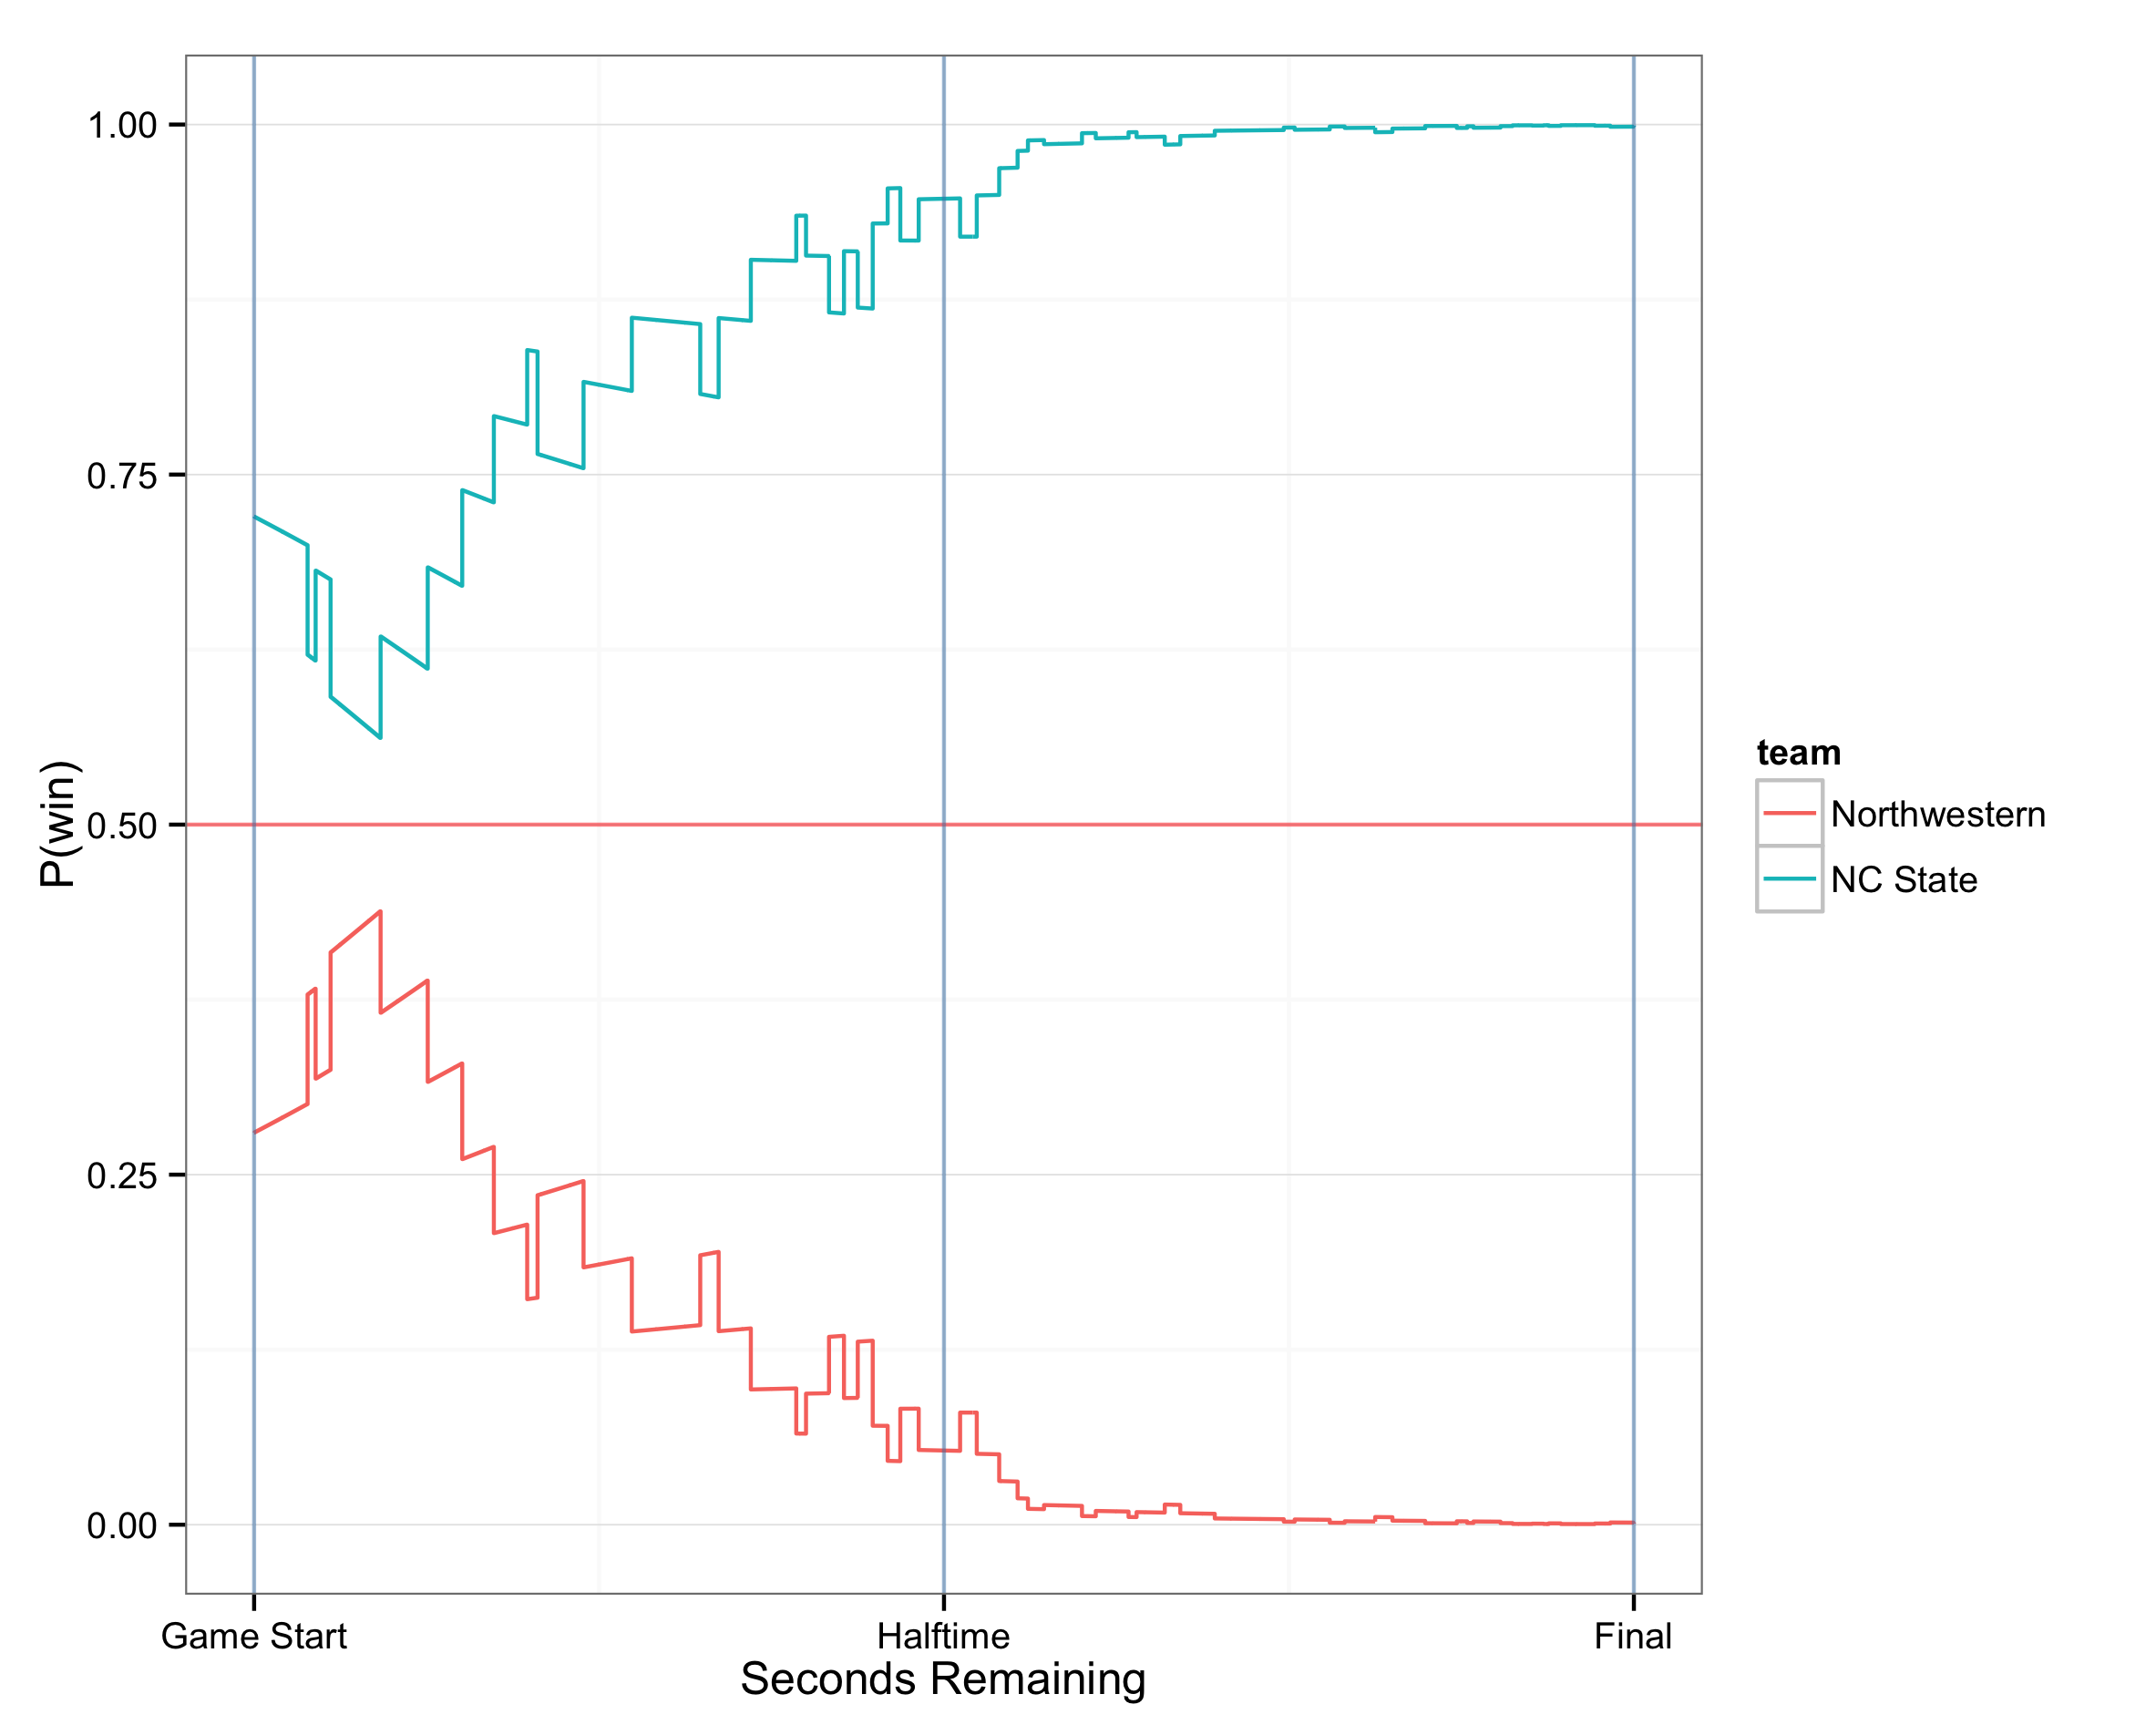 P(win)
1.00
0.75
0.50
0.25
0.00
Game Start
Halftime
Final
Seconds Remaining
team
Northwestern
NC State